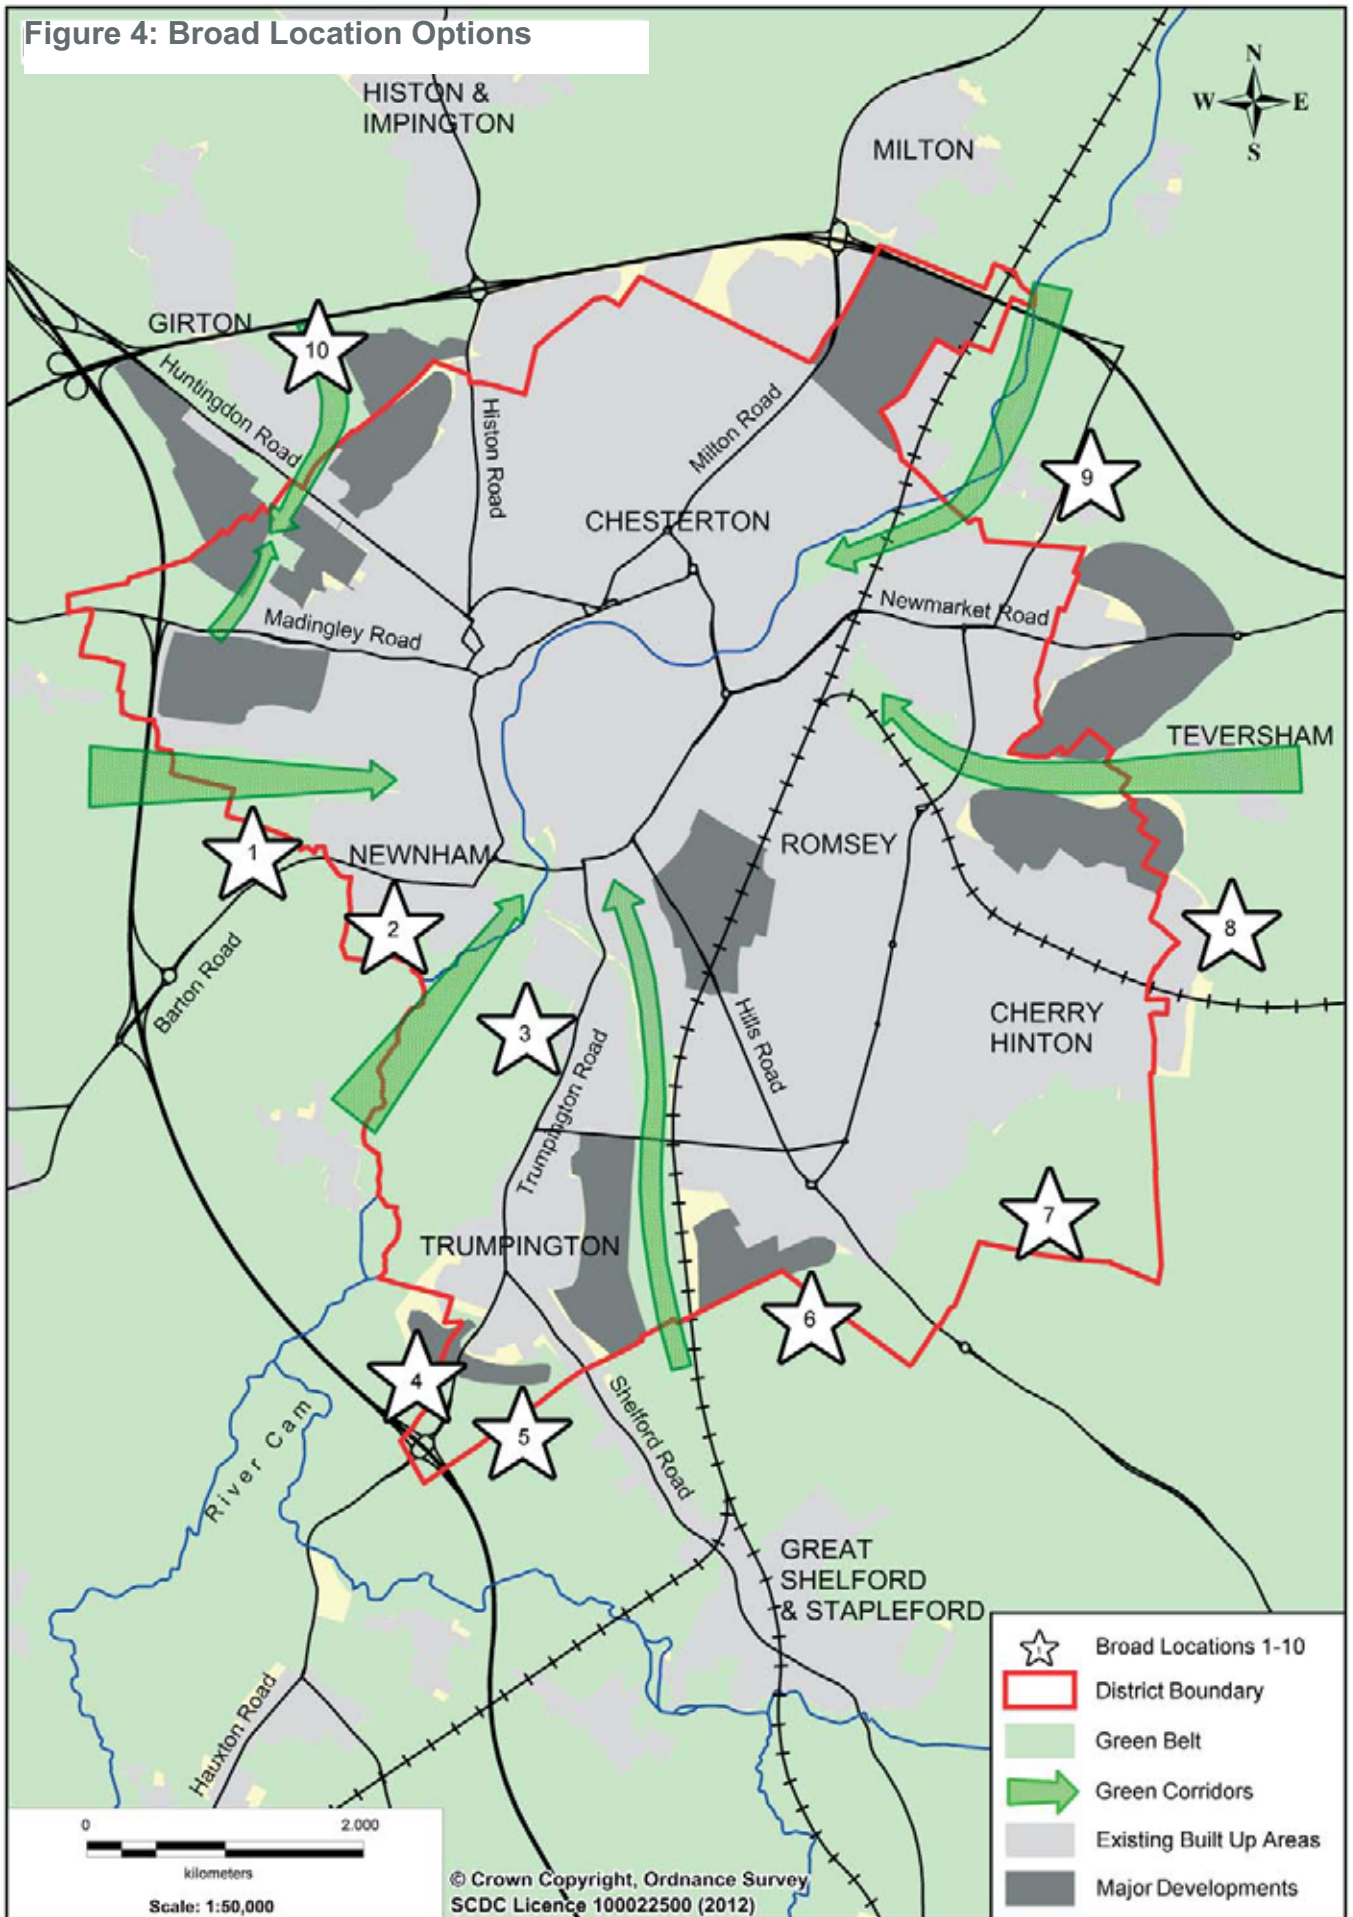 Figure 4: Broad Location Options
HISTON &
IMPINGTON
MILTON
N
W
E
S
GIRTON
10
Huntingdon Road
Histon Road
Milton Road
9
CHESTERTON
Newmarket Road
Madingley Road
TEVERSHAM
1
NEWNHAM
ROMSEY
2
8
Barton Road
3
Hills Road
CHERRY
HINTON
Trumpington Road
7
TRUMPINGTON
6
4
5
Shelford Road
River Cam
GREAT
SHELFORD
& STAPLEFORD
Hauxton Road
1
Broad Locations 1-10
District Boundary
Green Belt
Green Corridors
Existing Built Up Areas
Major Developments
0
2.000
kilometers
Scale: 1:50,000
© Crown Copyright, Ordnance Survey
SCDC Licence 100022500 (2012)